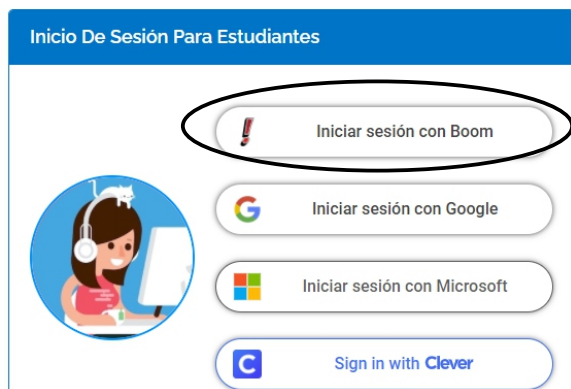 Inicio De Sesión Para Estudiantes
Iniciar sesión con Boom
Iniciar sesión con Google
Iniciar sesión con Microsoft
Sign in with Clever